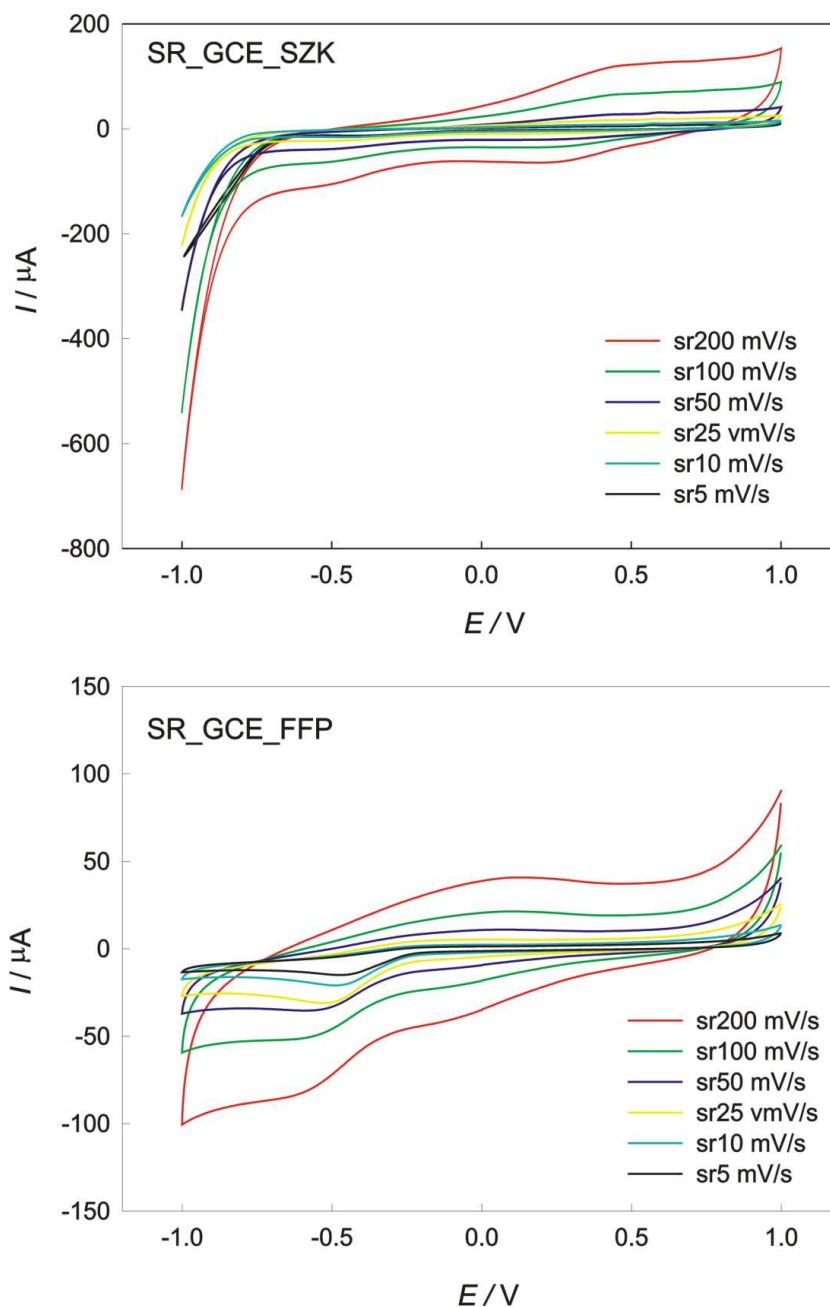 200
SR_GCE_SZK
0
-200
I / µA
-400
-600
-800
sr200 mV/s
sr100 mV/s
sr50 mV/s
sr25 vmV/s
sr10 mV/s
sr5 mV/s
-1.0 -0.5 0.0 0.5 1.0
E / V
150
SR_GCE_FFP
100
50
0
I / µA
-50
-100
-150
sr200 mV/s
sr100 mV/s
sr50 mV/s
sr25 vmV/s
sr10 mV/s
sr5 mV/s
-1.0 -0.5 0.0 0.5 1.0
E / V